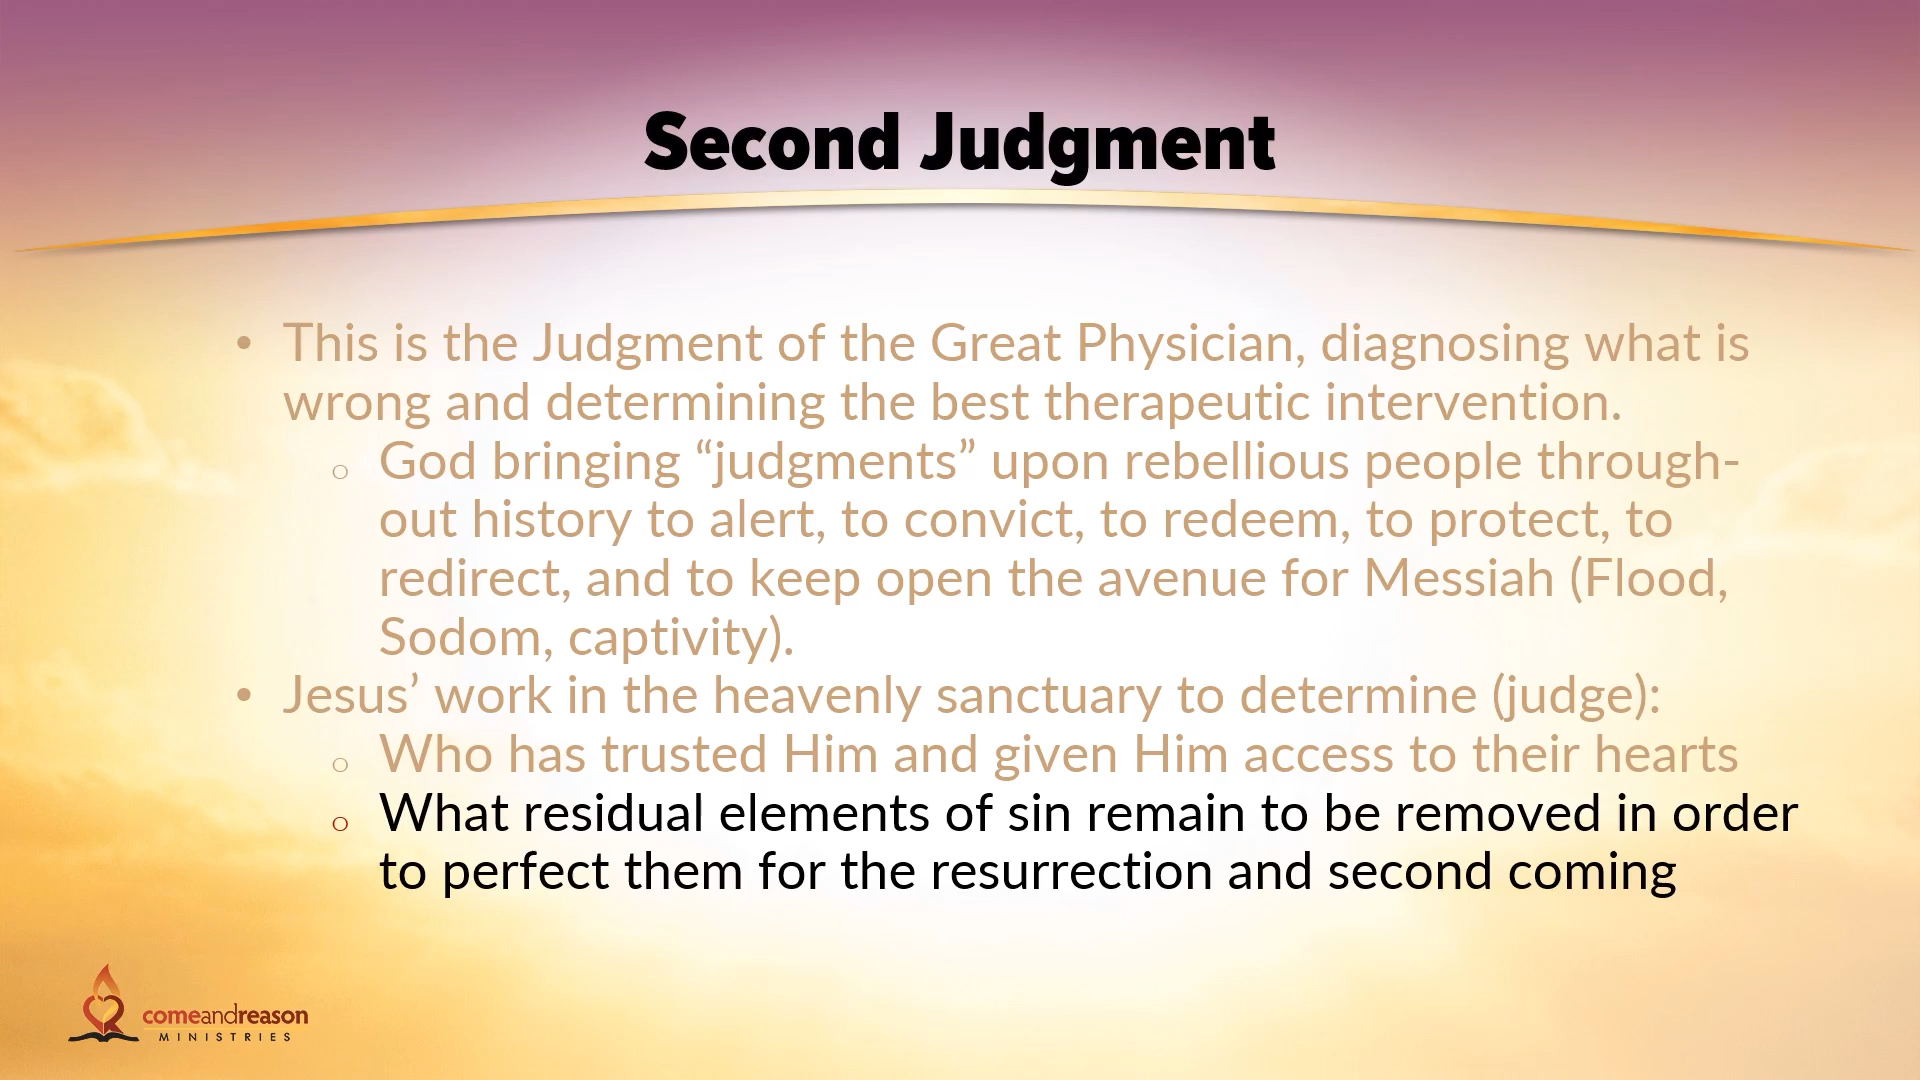 Second Judgment
• This is the Judgment of the Great Physician, diagnosing what is
wrong and determining the best therapeutic intervention.
○ God bringing “judgments” upon rebellious people through-
out history to alert, to convict, to redeem, to protect, to
redirect, and to keep open the avenue for Messiah (Flood,
Sodom, captivity).
• Jesus’ work in the heavenly sanctuary to determine (judge):
○ Who has trusted Him and given Him access to their hearts
○ What residual elements of sin remain to be removed in order
to perfect them for the resurrection and second coming
comeandreason
MINISTRIES